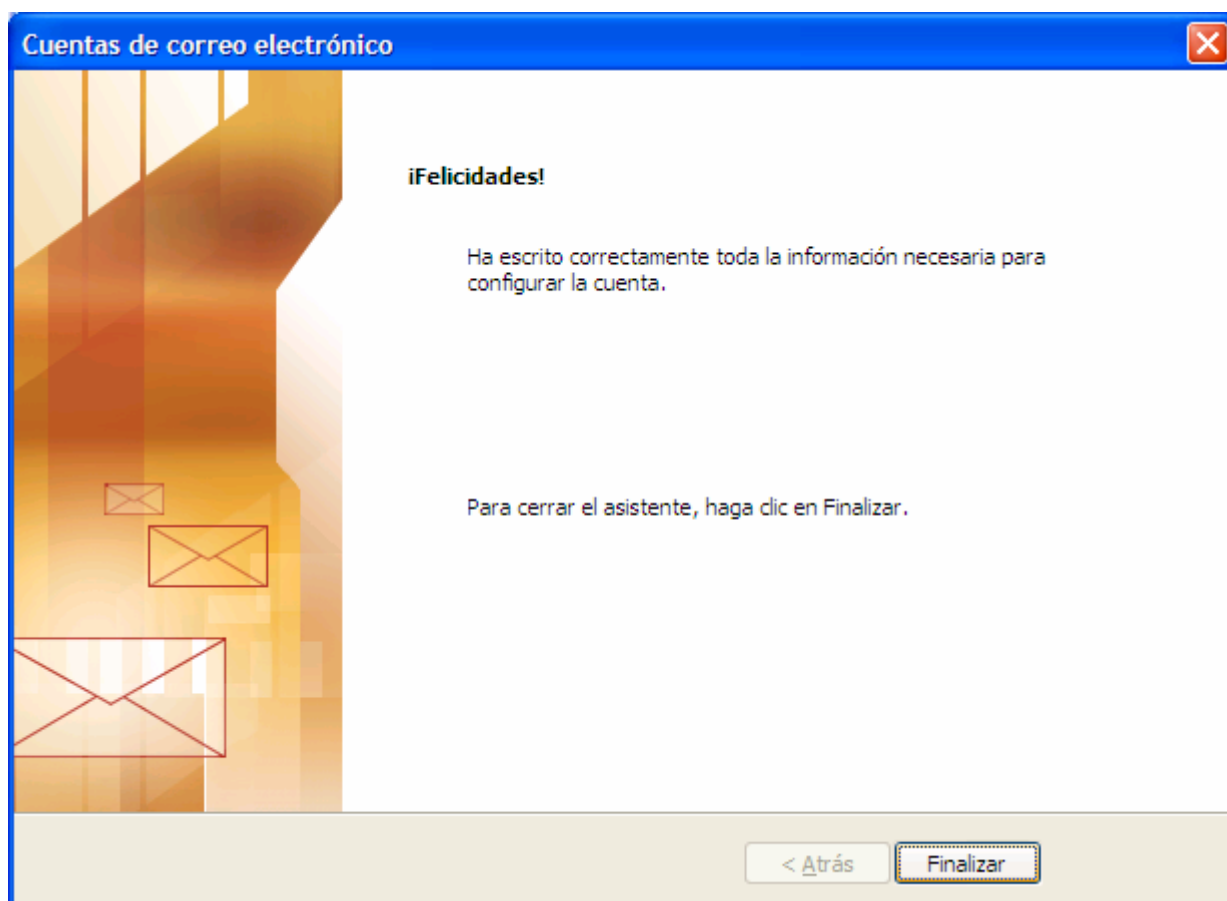 Cuentas de correo electrónico
¡Felicidades!
Ha escrito correctamente toda la información necesaria para
configurar la cuenta.
Para cerrar el asistente, haga clic en Finalizar.
< Atrás
Finalizar